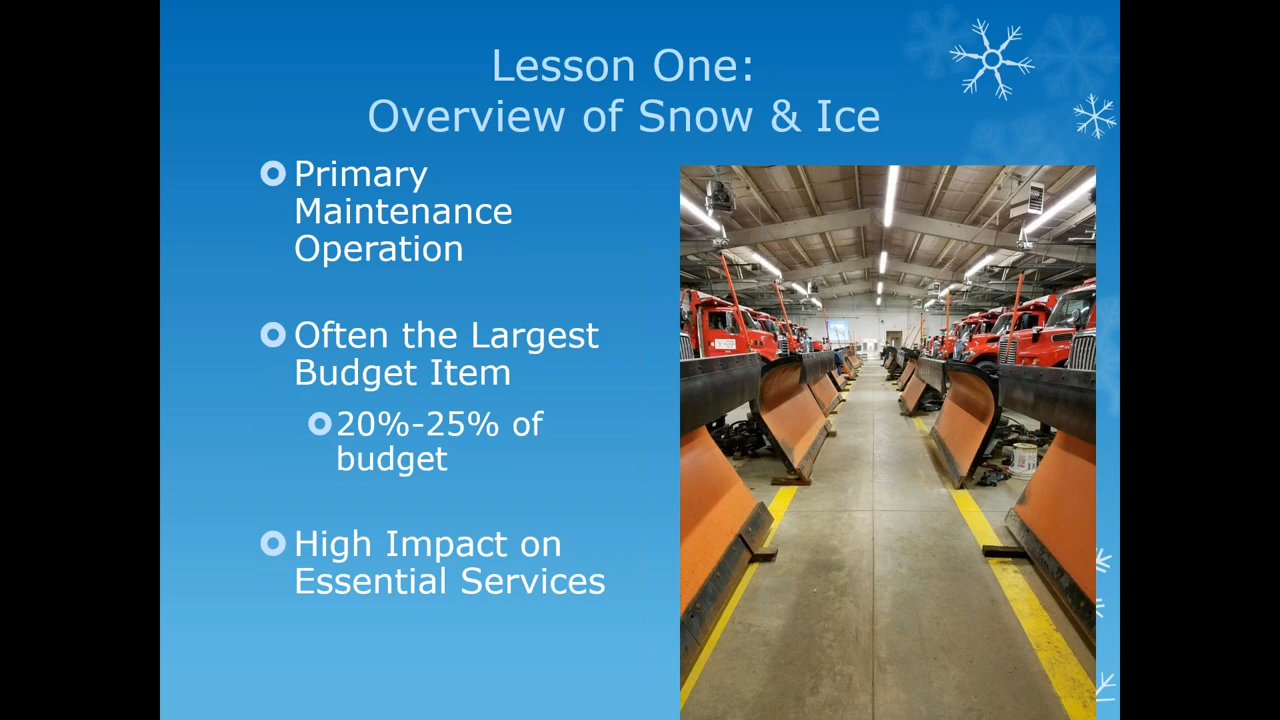 Lesson One:
Overview of Snow & Ice
Primary
Maintenance
Operation
Often the Largest
Budget Item
20%-25% of
budget
High Impact on
Essential Services